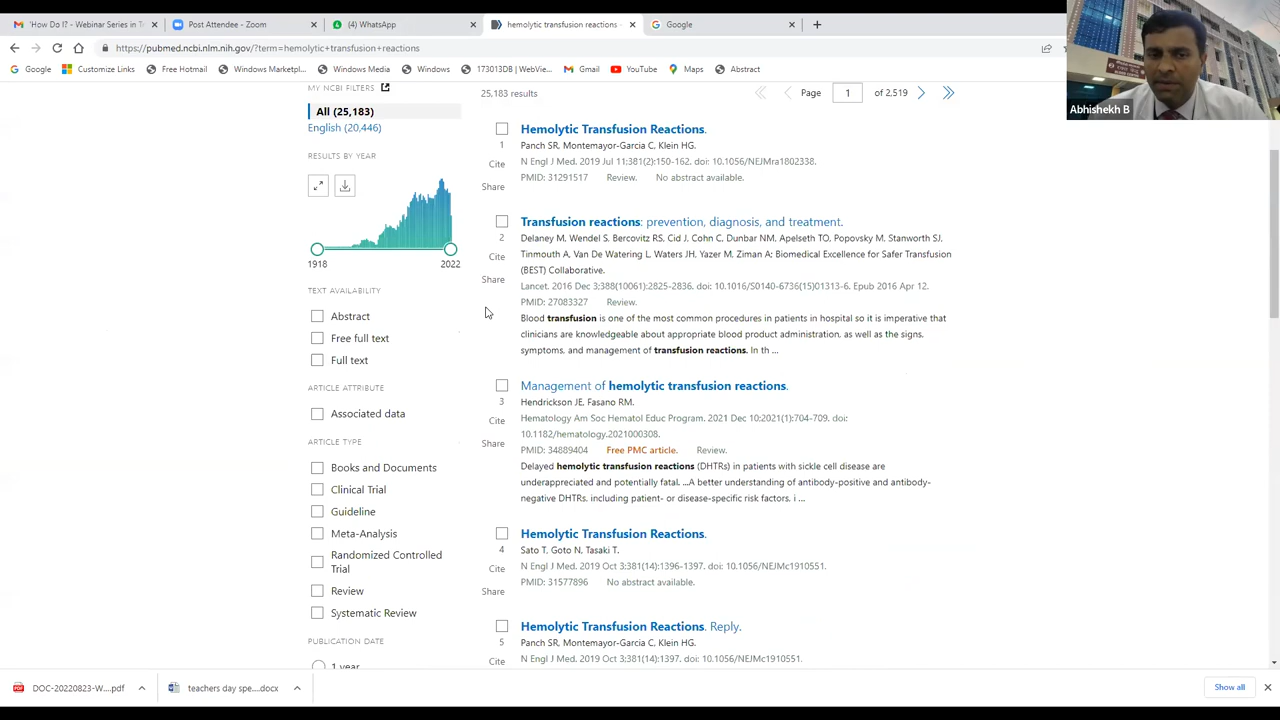 'How Do I? - Webinar Series in T
Post Attendee - Zoom
(4) WhatsApp
hemolytic transfusion reactions -
Google
https://pubmed.ncbi.nlm.nih.gov/?term=hemolytic+transfusion+reactions
Google
Customize Links
Free Hotmail
Windows Marketpl...
Windows Media
Windows
173013DB | WebVie...
Gmail
YouTube
Maps
Abstract
Abhishekh B
MY NCBI FILTERS
25,183 results
Page 1 of 2,519
All (25,183)
English (20,446)
RESULTS BY YEAR
1918
2022
TEXT AVAILABILITY
Abstract
Free full text
Full text
ARTICLE ATTRIBUTE
Associated data
ARTICLE TYPE
Books and Documents
Clinical Trial
Guideline
Meta-Analysis
Randomized Controlled
Trial
Review
Systematic Review
PUBLICATION DATE
1 year
Hemolytic Transfusion Reactions.
1
Panch SR, Montemayor-Garcia C, Klein HG.
Cite
N Engl J Med. 2019 Jul 11;381(2):150-162. doi: 10.1056/NEJMra1802338.
PMID: 31291517 Review. No abstract available.
Share
Transfusion reactions: prevention, diagnosis, and treatment.
2
Delaney M, Wendel S, Bercovitz RS, Cid J, Cohn C, Dunbar NM, Apelseth TO, Popovsky M, Stanworth SJ,
Tinmouth A, Van De Watering L, Waters JH, Yazer M, Ziman A; Biomedical Excellence for Safer Transfusion
Cite
(BEST) Collaborative.
Share
Lancet. 2016 Dec 3;388(10061):2825-2836. doi: 10.1016/S0140-6736(15)01313-6. Epub 2016 Apr 12.
PMID: 27083327 Review.
Blood transfusion is one of the most common procedures in patients in hospital so it is imperative that
clinicians are knowledgeable about appropriate blood product administration, as well as the signs,
symptoms, and management of transfusion reactions. In th ...
Management of hemolytic transfusion reactions.
3
Hendrickson JE, Fasano RM.
Cite
Hematology Am Soc Hematol Educ Program. 2021 Dec 10;2021(1):704-709. doi:
10.1182/hematology.2021000308.
Share
PMID: 34889404 Free PMC article. Review.
Delayed hemolytic transfusion reactions (DHTRs) in patients with sickle cell disease are
underappreciated and potentially fatal. ...A better understanding of antibody-positive and antibody-
negative DHTRs, including patient- or disease-specific risk factors, i ...
Hemolytic Transfusion Reactions.
4
Sato T, Goto N, Tasaki T.
Cite
N Engl J Med. 2019 Oct 3;381(14):1396-1397. doi: 10.1056/NEJMc1910551.
PMID: 31577896 No abstract available.
Share
Hemolytic Transfusion Reactions. Reply.
5
Panch SR, Montemayor-Garcia C, Klein HG.
Cite
N Engl J Med. 2019 Oct 3;381(14):1397. doi: 10.1056/NEJMc1910551.
DOC-20220823-W....pdf
teachers day spe....docx
Show all